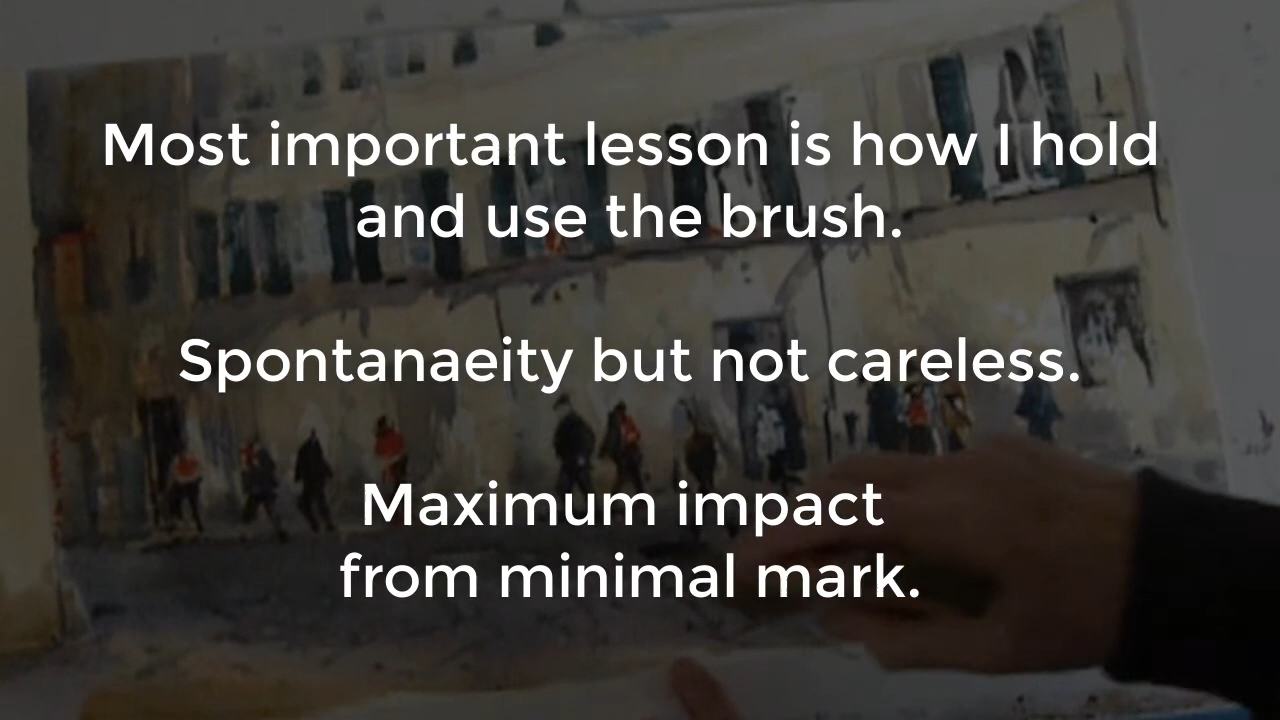 Most important lesson is how I hold
and use the brush.
Spontanaeity but not careless.
Maximum impact
from minimal mark.